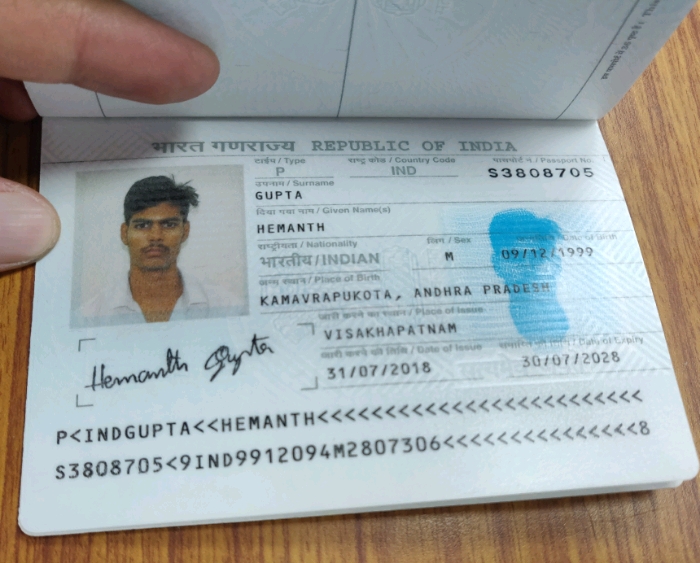 भारत गणराज्य REPUBLIC OF INDIA
टाईप / Type राष्ट्र कोड / Country Code पासपोर्ट नं. / Passport No.
P IND S3808705
उपनाम / Surname
GUPTA
दिया गया नाम / Given Name(s)
HEMANTH
राष्ट्रीयता / Nationality लिंग / Sex Date of Birth
भारतीय / INDIAN M 09/12/1999
जन्म स्थान / Place of Birth
KAMAVRAPUKOTA, ANDHRA PRADESH
जारी करने का स्थान / Place of Issue
VISAKHAPATNAM
जारी करने की तिथि / Date of Issue समाप्ति की तिथि / Date of Expiry
31/07/2018 30/07/2028
Hemanth Gupta
P<INDGUPTA<<HEMANTH<<<<<<<<<<<<<<<<<<<<<<<<<
S3808705<9IND9912094M2807306<<<<<<<<<<<<<<<8